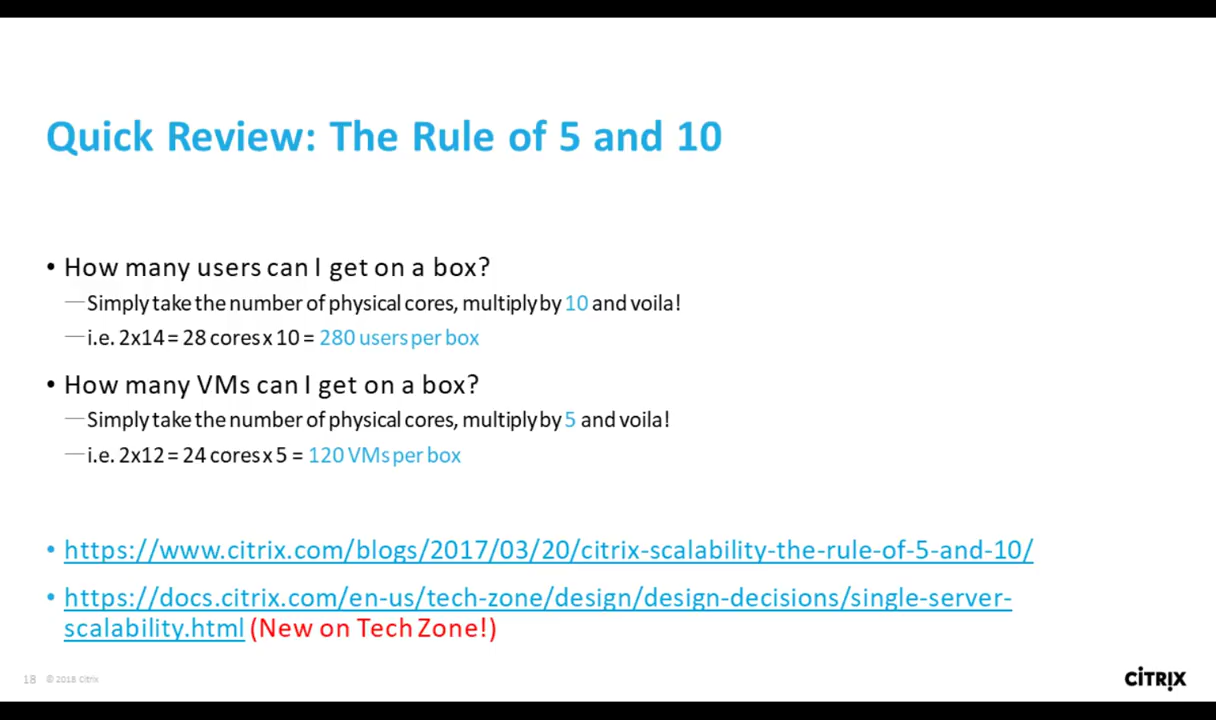 Quick Review: The Rule of 5 and 10
• How many users can I get on a box?
—Simply take the number of physical cores, multiply by 10 and voila!
—i.e. 2x14 = 28 cores x 10 = 280 users per box
• How many VMs can I get on a box?
—Simply take the number of physical cores, multiply by 5 and voila!
—i.e. 2x12 = 24 cores x 5 = 120 VMs per box
• https://www.citrix.com/blogs/2017/03/20/citrix-scalability-the-rule-of-5-and-10/
• https://docs.citrix.com/en-us/tech-zone/design/design-decisions/single-server-
scalability.html (New on Tech Zone!)
18 © 2018 Citrix
CİTRIX